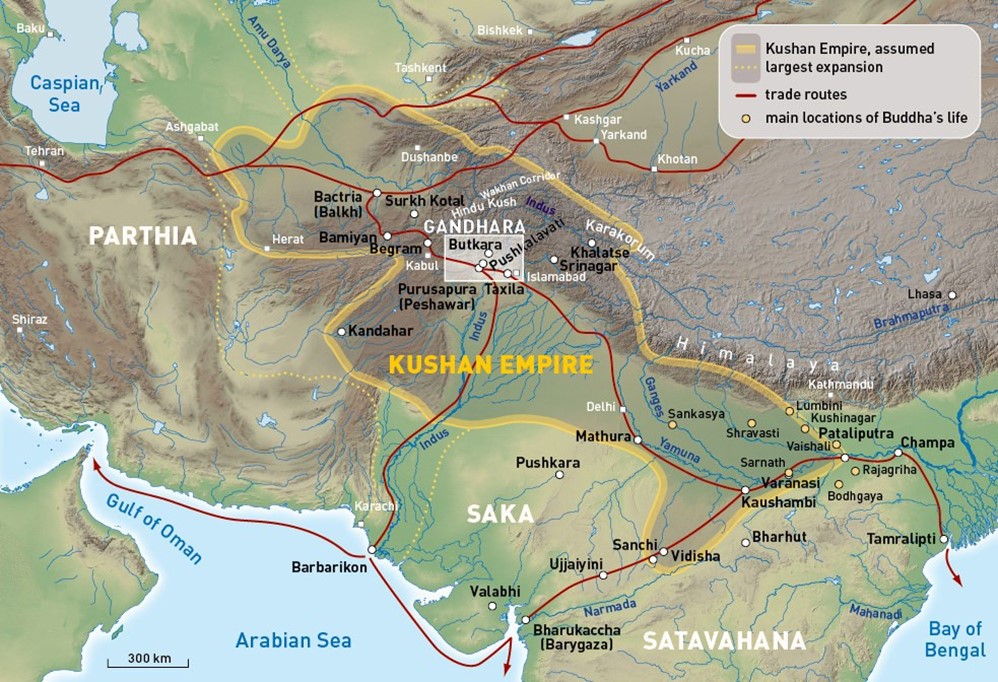 Baku
Caspian
Sea
Amu Darya
Bishkek
Tashkent
Kucha
Yarkand
Kushan Empire, assumed
largest expansion
trade routes
main locations of Buddha's life
Ashgabat
Tehran
Dushanbe
Kashgar
Yarkand
Khotan
Bactria
(Balkh)
Surkh Kotal
Wakhan Corridor
Hindu Kush
Indus
Karakorum
PARTHIA
Herat
Bamiyan
Begram
Kabul
GANDHARA
Butkara
Pushkalavati
Khalatse
Srinagar
Islamabad
Purusapura
(Peshawar)
Taxila
Lhasa
Brahmaputra
Shiraz
Kandahar
Indus
KUSHAN EMPIRE
Himalaya
Kathmandu
Delhi
Ganges
Sankasya
Lumbini
Kushinagar
Shravasti
Vaishali
Pataliputra
Champa
Mathura
Yamuna
Indus
Pushkara
Sarnath
Varanasi
Rajagriha
Bodhgaya
Kaushambi
Gulf of Oman
Karachi
SAKA
Barbarikon
Sanchi
Vidisha
Bharhut
Tamralipti
Ujjaiyini
Valabhi
Narmada
Mahanadi
Bharukaccha
(Barygaza)
SATAVAHANA
Arabian Sea
Bay of
Bengal
300 km